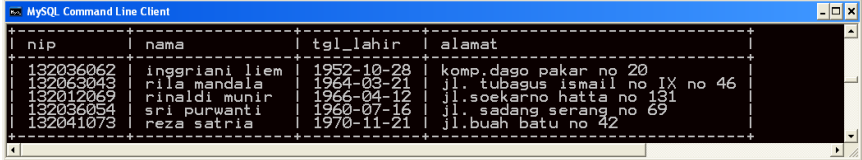 MySQL Command Line Client
| nip | nama | tgl_lahir | alamat |
| 132036062 | inggriani liem | 1952-10-28 | komp.dago pakar no 20 |
| 132063043 | rila mandala | 1964-03-21 | jl. tubagus ismail no IX no 46 |
| 132012069 | rinaldi munir | 1966-04-12 | jl.soekarno hatta no 131 |
| 132036054 | sri purwanti | 1960-07-16 | jl. sadang serang no 69 |
| 132041073 | reza satria | 1970-11-21 | jl.buah batu no 42 |